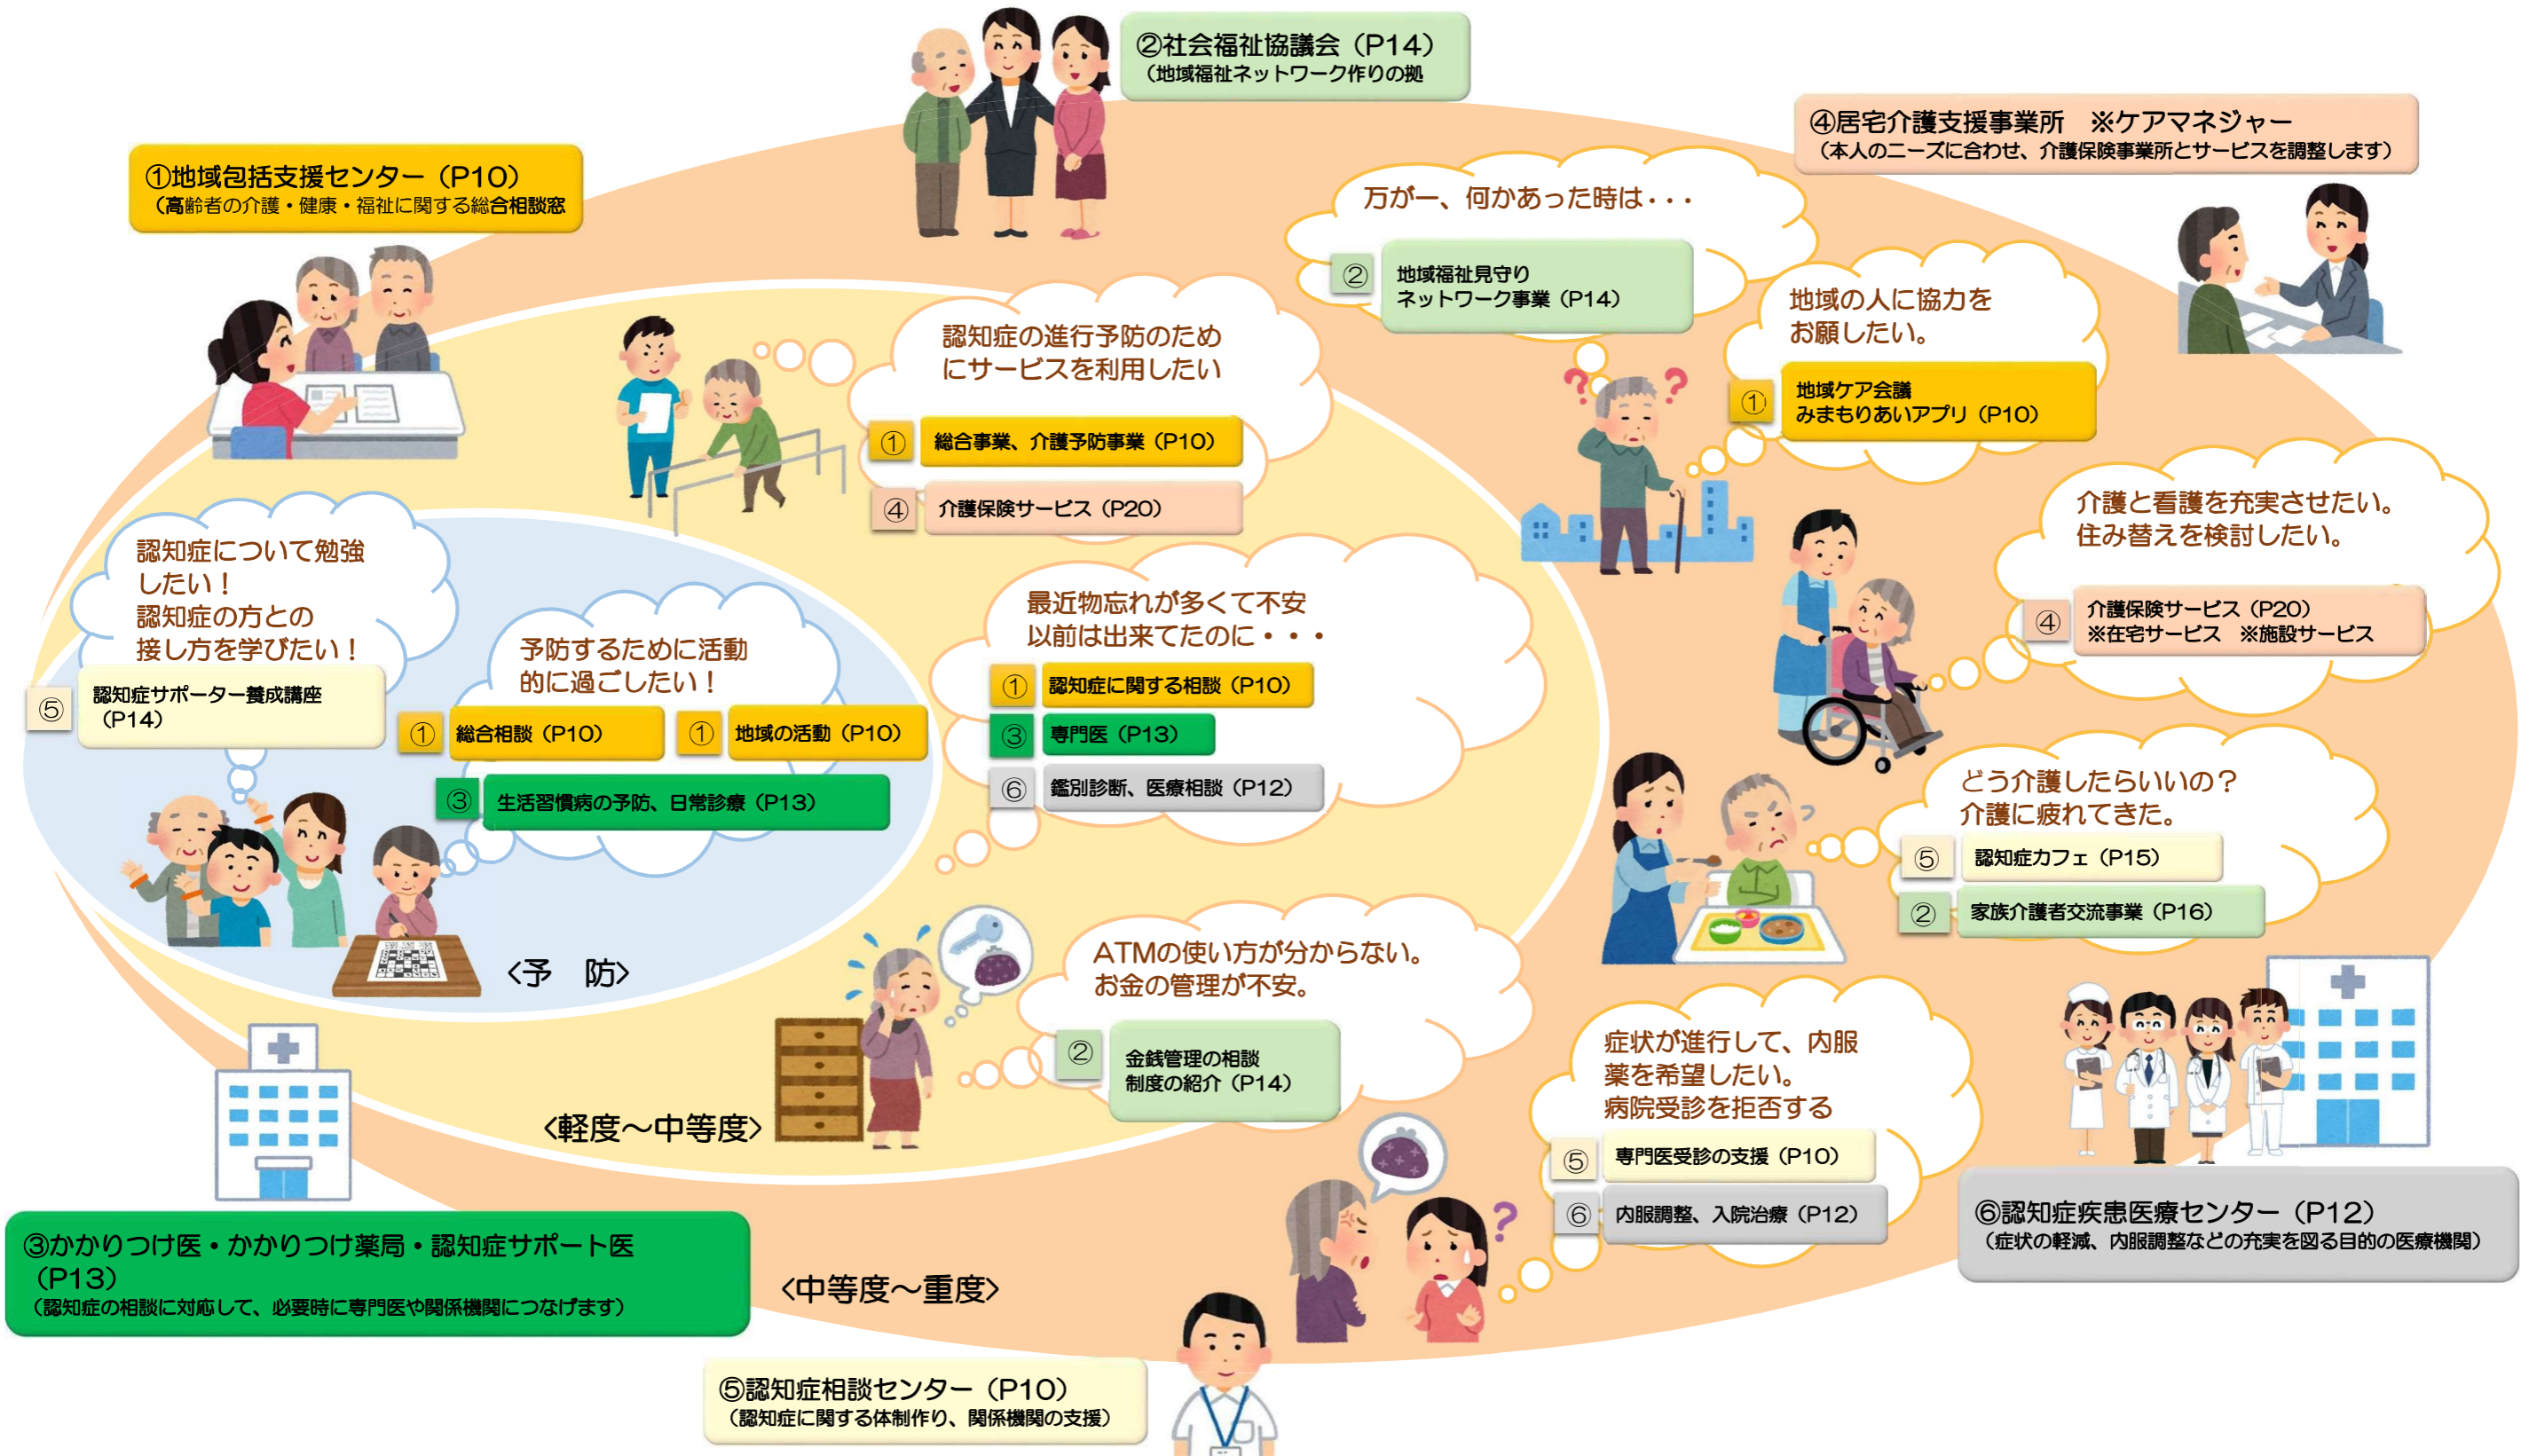 ②社会福祉協議会（P14）
（地域福祉ネットワーク作りの拠
④居宅介護支援事業所　※ケアマネジャー
（本人のニーズに合わせ、介護保険事業所とサービスを調整します）
①地域包括支援センター（P10）
（高齢者の介護・健康・福祉に関する総合相談窓
万が一、何かあった時は・・・
②
地域福祉見守り
ネットワーク事業（P14）
地域の人に協力を
お願したい。
①
地域ケア会議
みまもりあいアプリ（P10）
認知症の進行予防のため
にサービスを利用したい
①
総合事業、介護予防事業（P10）
④
介護保険サービス（P20）
介護と看護を充実させたい。
住み替えを検討したい。
④
介護保険サービス（P20）
※在宅サービス　※施設サービス
認知症について勉強
したい！
認知症の方との
接し方を学びたい！
⑤
認知症サポーター養成講座
（P14）
予防するために活動
的に過ごしたい！
①
総合相談（P10）
①
地域の活動（P10）
③
生活習慣病の予防、日常診療（P13）
最近物忘れが多くて不安
以前は出来てたのに・・・
①
認知症に関する相談（P10）
③
専門医（P13）
⑥
鑑別診断、医療相談（P12）
どう介護したらいいの？
介護に疲れてきた。
⑤
認知症カフェ（P15）
②
家族介護者交流事業（P16）
〈予　防〉
ATMの使い方が分からない。
お金の管理が不安。
②
金銭管理の相談
制度の紹介（P14）
〈軽度～中等度〉
症状が進行して、内服
薬を希望したい。
病院受診を拒否する
⑤
専門医受診の支援（P10）
⑥
内服調整、入院治療（P12）
⑥認知症疾患医療センター（P12）
（症状の軽減、内服調整などの充実を図る目的の医療機関）
③かかりつけ医・かかりつけ薬局・認知症サポート医
（P13）
（認知症の相談に対応して、必要時に専門医や関係機関につなげます）
〈中等度～重度〉
⑤認知症相談センター（P10）
（認知症に関する体制作り、関係機関の支援）